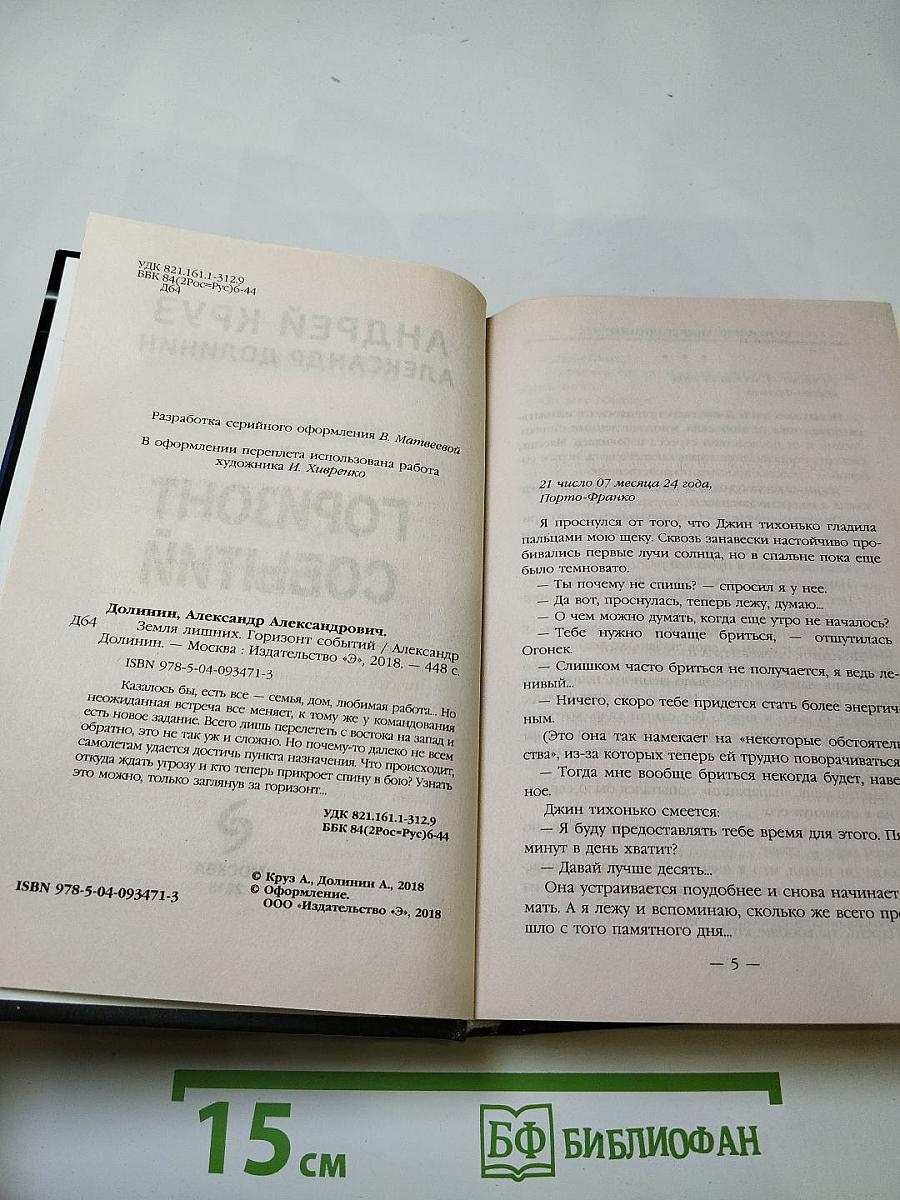 УДК 821.161.1-312.9
ББК 84(2Рос=Рус)6-44
Д64
АНДРЕЙ КРУЗ
АЛЕКСАНДР ДОЛИНИН
Разработка серийного оформления В. Матвеевой
В оформлении переплета использована работа
художника И. Хивренко
ГОРИЗОНТ
СОБЫТИЙ
Долинин, Александр Александрович.
Д64 Земля лишних. Горизонт событий / Александр
Долинин. — Москва : Издательство «Э», 2018. — 448 с.
ISBN 978-5-04-093471-3
Казалось бы, есть все — семья, дом, любимая работа... Но
неожиданная встреча все меняет, к тому же у командования
есть новое задание. Всего лишь перелететь с востока на запад и
обратно, это не так уж и сложно. Но почему-то далеко не всем
самолетам удается достичь пункта назначения. Что происходит,
откуда ждать угрозу и кто теперь прикроет спину в бою? Узнать
это можно, только заглянув за горизонт...
УДК 821.161.1-312.9
ББК 84(2Рос=Рус)6-44
МОСКВА
2018
© Круз А., Долинин А., 2018
© Оформление.
ООО «Издательство «Э», 2018
ISBN 978-5-04-093471-3
21 число 07 месяца 24 года,
Порто-Франко
Я проснулся от того, что Джин тихонько гладила
пальцами мою щеку. Сквозь занавески настойчиво про-
бивались первые лучи солнца, но в спальне пока еще
было темновато.
— Ты почему не спишь? — спросил я у нее.
— Да вот, проснулась, теперь лежу, думаю...
— О чем можно думать, когда еще утро не началось?
— Тебе нужно почаще бриться, — отшутилась
Огонек.
— Слишком часто бриться не получается, я ведь ле-
нивый...
— Ничего, скоро тебе придется стать более энергич-
ным.
(Это она так намекает на «некоторые обстоятель
ства», из-за которых теперь ей трудно поворачиваться
— Тогда мне вообще бриться некогда будет, наве
ное.
Джин тихонько смеется:
— Я буду предоставлять тебе время для этого. Пя
минут в день хватит?
— Давай лучше десять...
Она устраивается поудобнее и снова начинает
мать. А я лежу и вспоминаю, сколько же всего про
шло с того памятного дня...
— 5 —
15 см
БФ БИБЛИОФАН